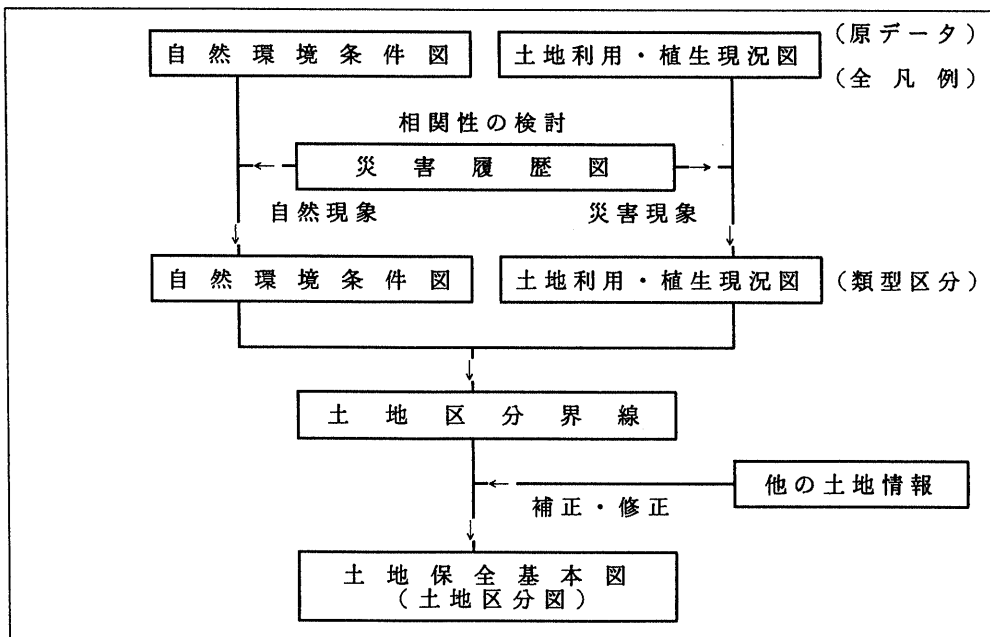 自然環境条件図
土地利用・植生現況図
(原データ)
(全凡例)
相関性の検討
災害履歴図
自然現象
災害現象
自然環境条件図
土地利用・植生現況図
(類型区分)
土地区分界線
他の土地情報
補正・修正
土地保全基本図
(土地区分図)